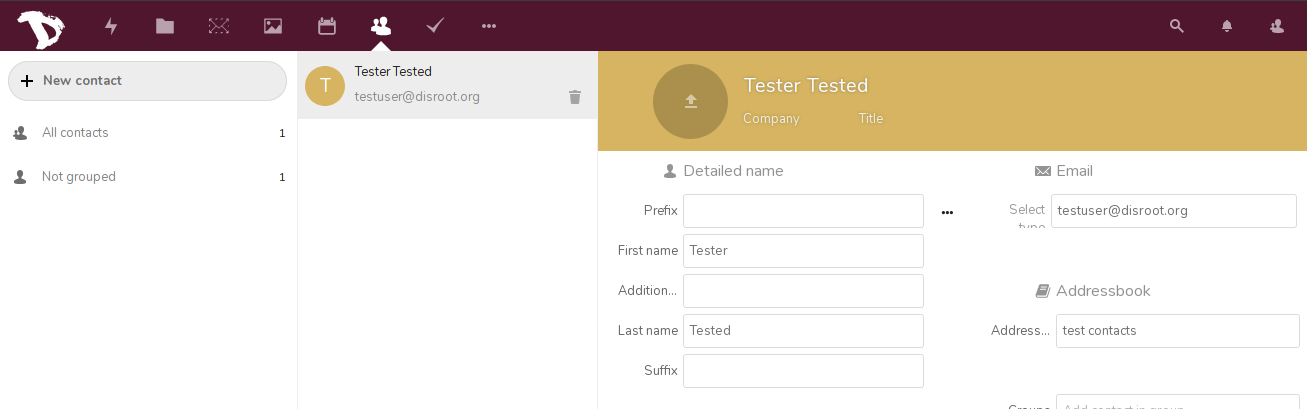 New contact
All contacts 1
Not grouped 1
T
Tester Tested
testuser@disroot.org
Tester Tested
Company Title
Detailed name
Prefix
First name Tester
Addition...
Last name Tested
Suffix
Email
Select
type
testuser@disroot.org
Addressbook
Address... test contacts
Groups Add contact in group